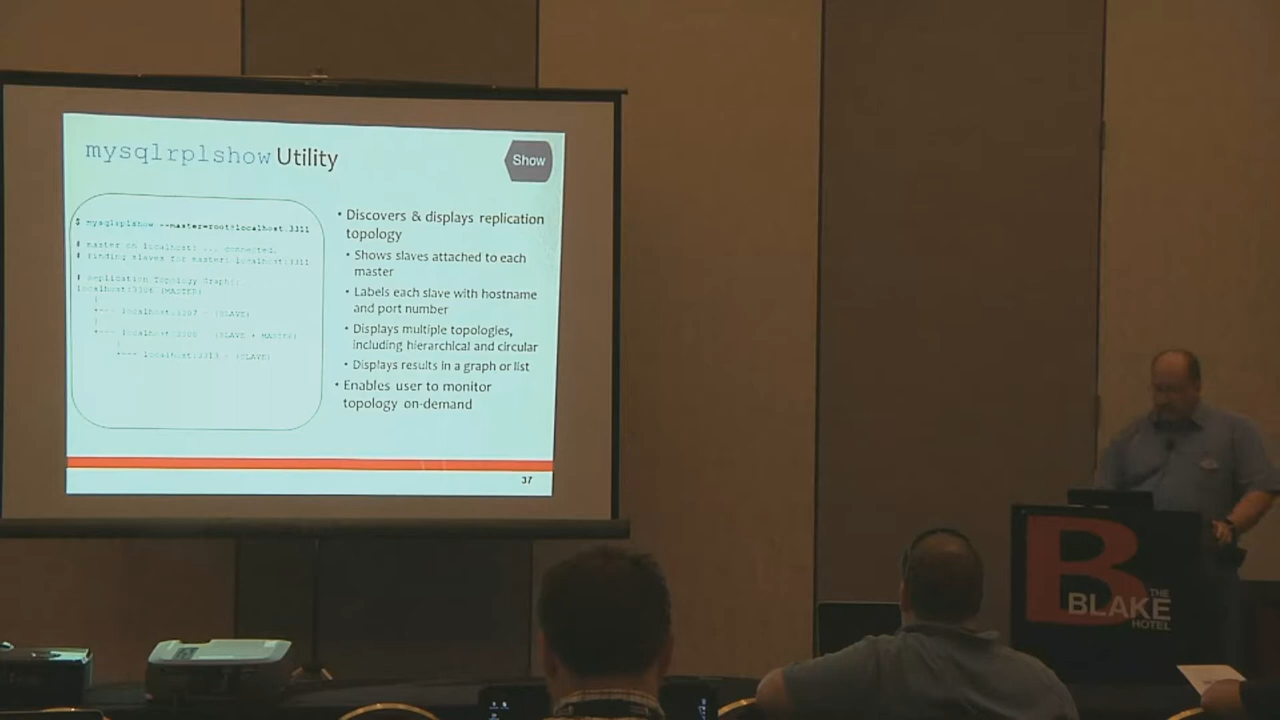 mysqlrplshow Utility
Show
$ mysqlrplshow --master=root@localhost:3311
# master on localhost: ... connected.
# Finding slaves for master: localhost:3311
# Replication Topology Graph:
localhost:3306 (MASTER)
|
+--- localhost:3307 - (SLAVE)
|
+--- localhost:3308 - (SLAVE + MASTER)
|
+--- localhost:3313 - (SLAVE)
• Discovers & displays replication
topology
• Shows slaves attached to each
master
• Labels each slave with hostname
and port number
• Displays multiple topologies,
including hierarchical and circular
• Displays results in a graph or list
• Enables user to monitor
topology on-demand
37
B
THE
BLAKE
HOTEL